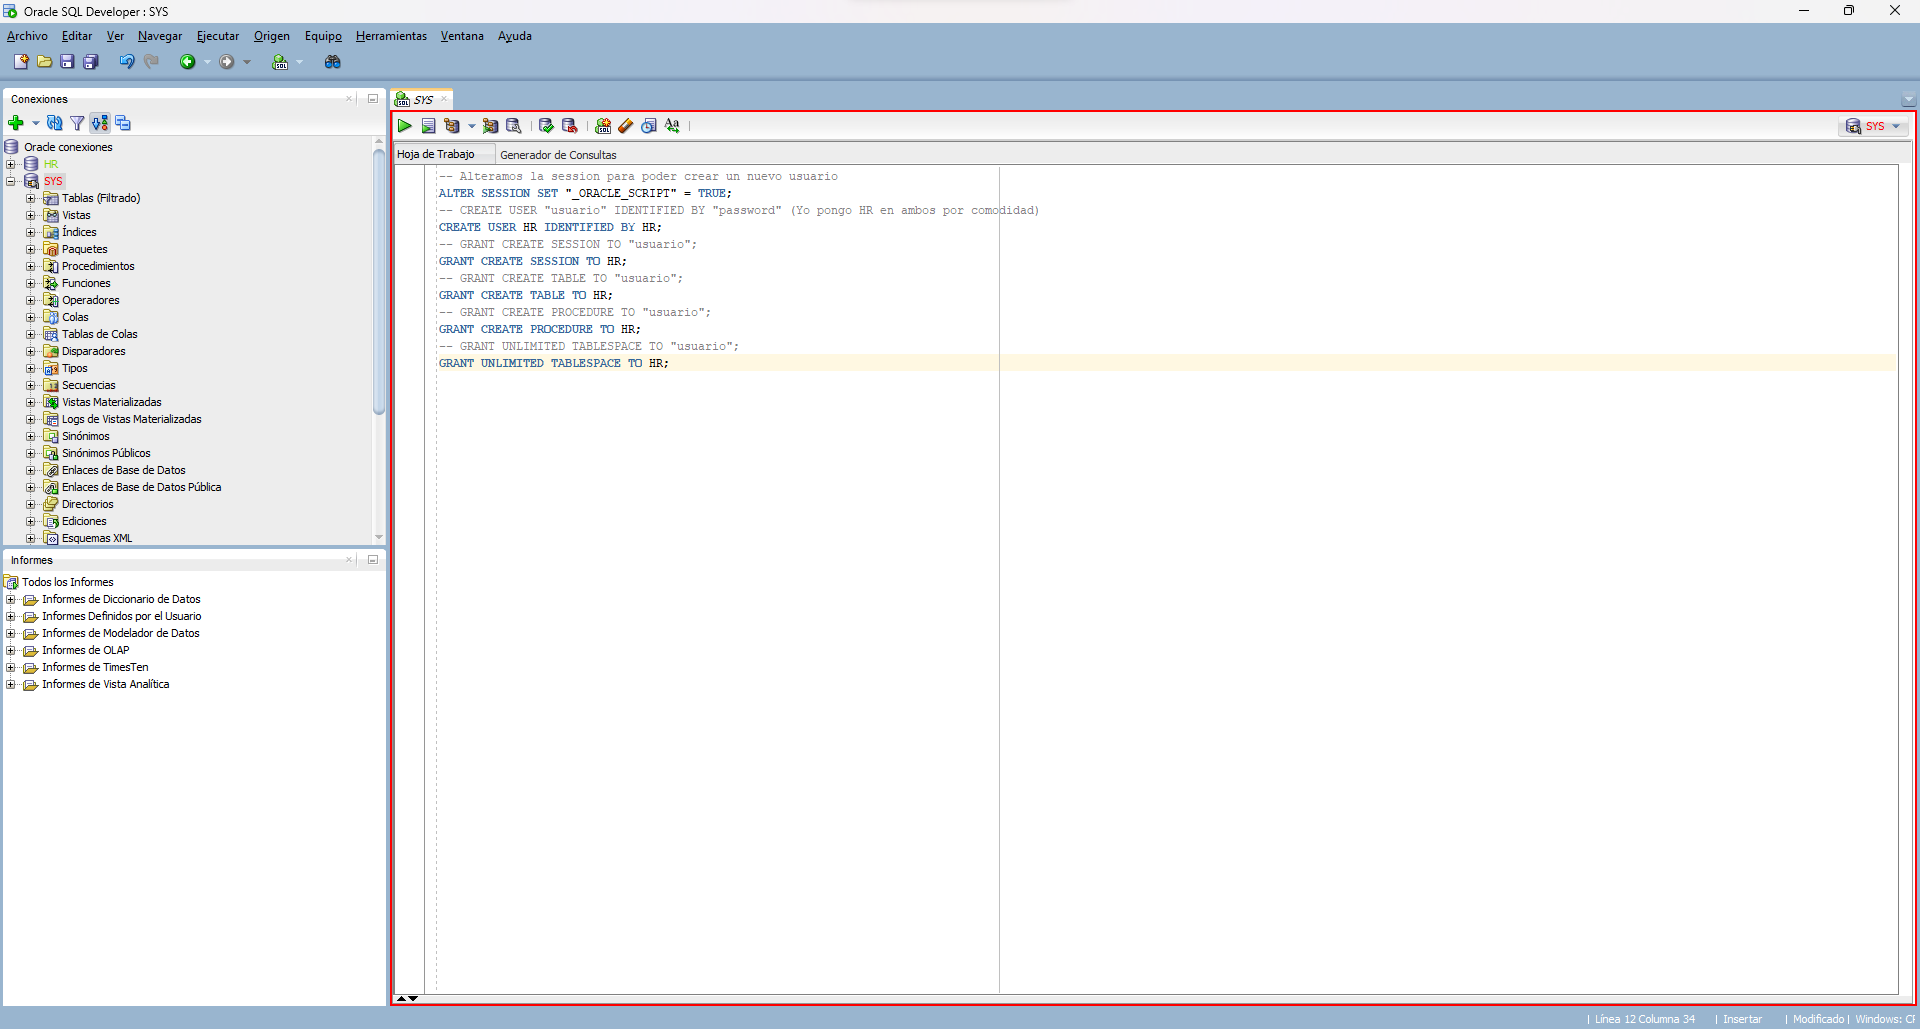 Oracle SQL Developer : SYS
Archivo Editar Ver Navegar Ejecutar Origen Equipo Herramientas Ventana Ayuda
Conexiones
Oracle conexiones
HR
SYS
Tablas (Filtrado)
Vistas
Índices
Paquetes
Procedimientos
Funciones
Operadores
Colas
Tablas de Colas
Disparadores
Tipos
Secuencias
Vistas Materializadas
Logs de Vistas Materializadas
Sinónimos
Sinónimos Públicos
Enlaces de Base de Datos
Enlaces de Base de Datos Pública
Directorios
Ediciones
Esquemas XML
Informes
Todos los Informes
Informes de Diccionario de Datos
Informes Definidos por el Usuario
Informes de Modelador de Datos
Informes de OLAP
Informes de TimesTen
Informes de Vista Analítica
SYS
SYS
Hoja de Trabajo Generador de Consultas
-- Alteramos la session para poder crear un nuevo usuario
ALTER SESSION SET "_ORACLE_SCRIPT" = TRUE;
-- CREATE USER "usuario" IDENTIFIED BY "password" (Yo pongo HR en ambos por comodidad)
CREATE USER HR IDENTIFIED BY HR;
-- GRANT CREATE SESSION TO "usuario";
GRANT CREATE SESSION TO HR;
-- GRANT CREATE TABLE TO "usuario";
GRANT CREATE TABLE TO HR;
-- GRANT CREATE PROCEDURE TO "usuario";
GRANT CREATE PROCEDURE TO HR;
-- GRANT UNLIMITED TABLESPACE TO "usuario";
GRANT UNLIMITED TABLESPACE TO HR;
| Línea 12 Columna 34 | Insertar | Modificado | Windows: CF